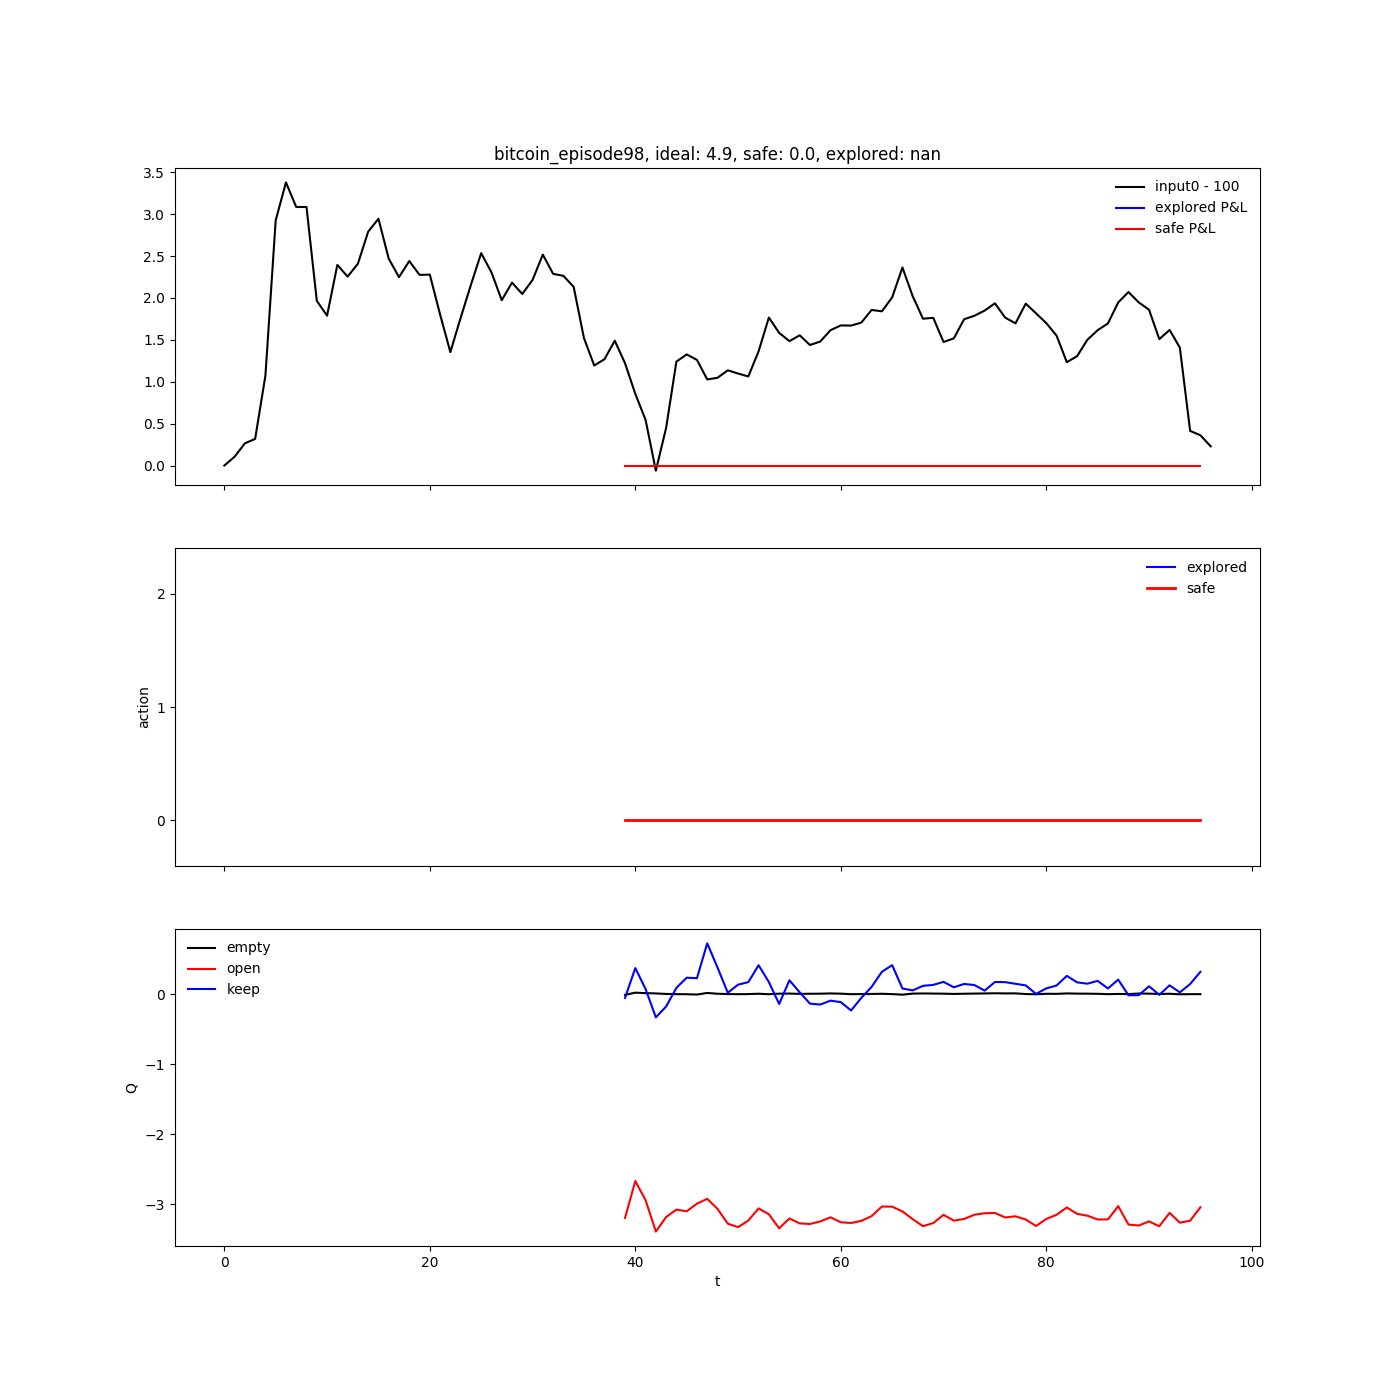 bitcoin_episode98, ideal: 4.9, safe: 0.0, explored: nan
3.5
3.0
2.5
2.0
1.5
1.0
0.5
0.0
input0 - 100
explored P&L
safe P&L
action
2
1
0
explored
safe
Q
0
−1
−2
−3
empty
open
keep
0 20 40 60 80 100
t